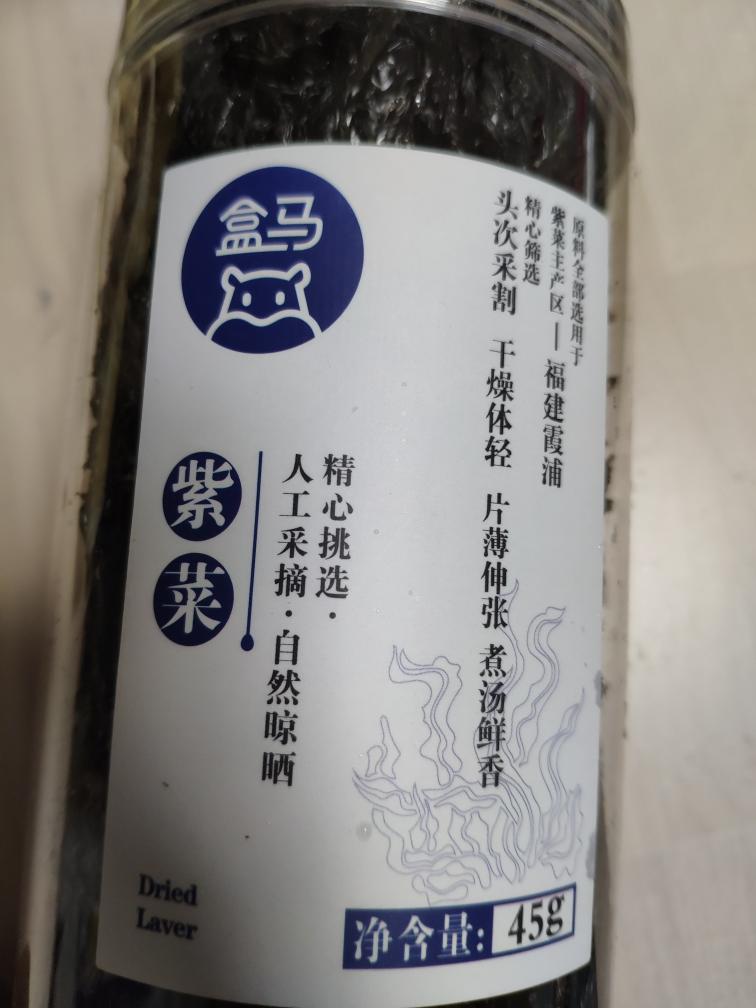 盒马
原料全部选用于
紫菜主产区—福建霞浦
精心筛选
头次采割 干燥体轻 片薄伸张 煮汤鲜香
精心挑选·
人工采摘·自然晾晒
紫菜
Dried
Laver
净含量: 45g